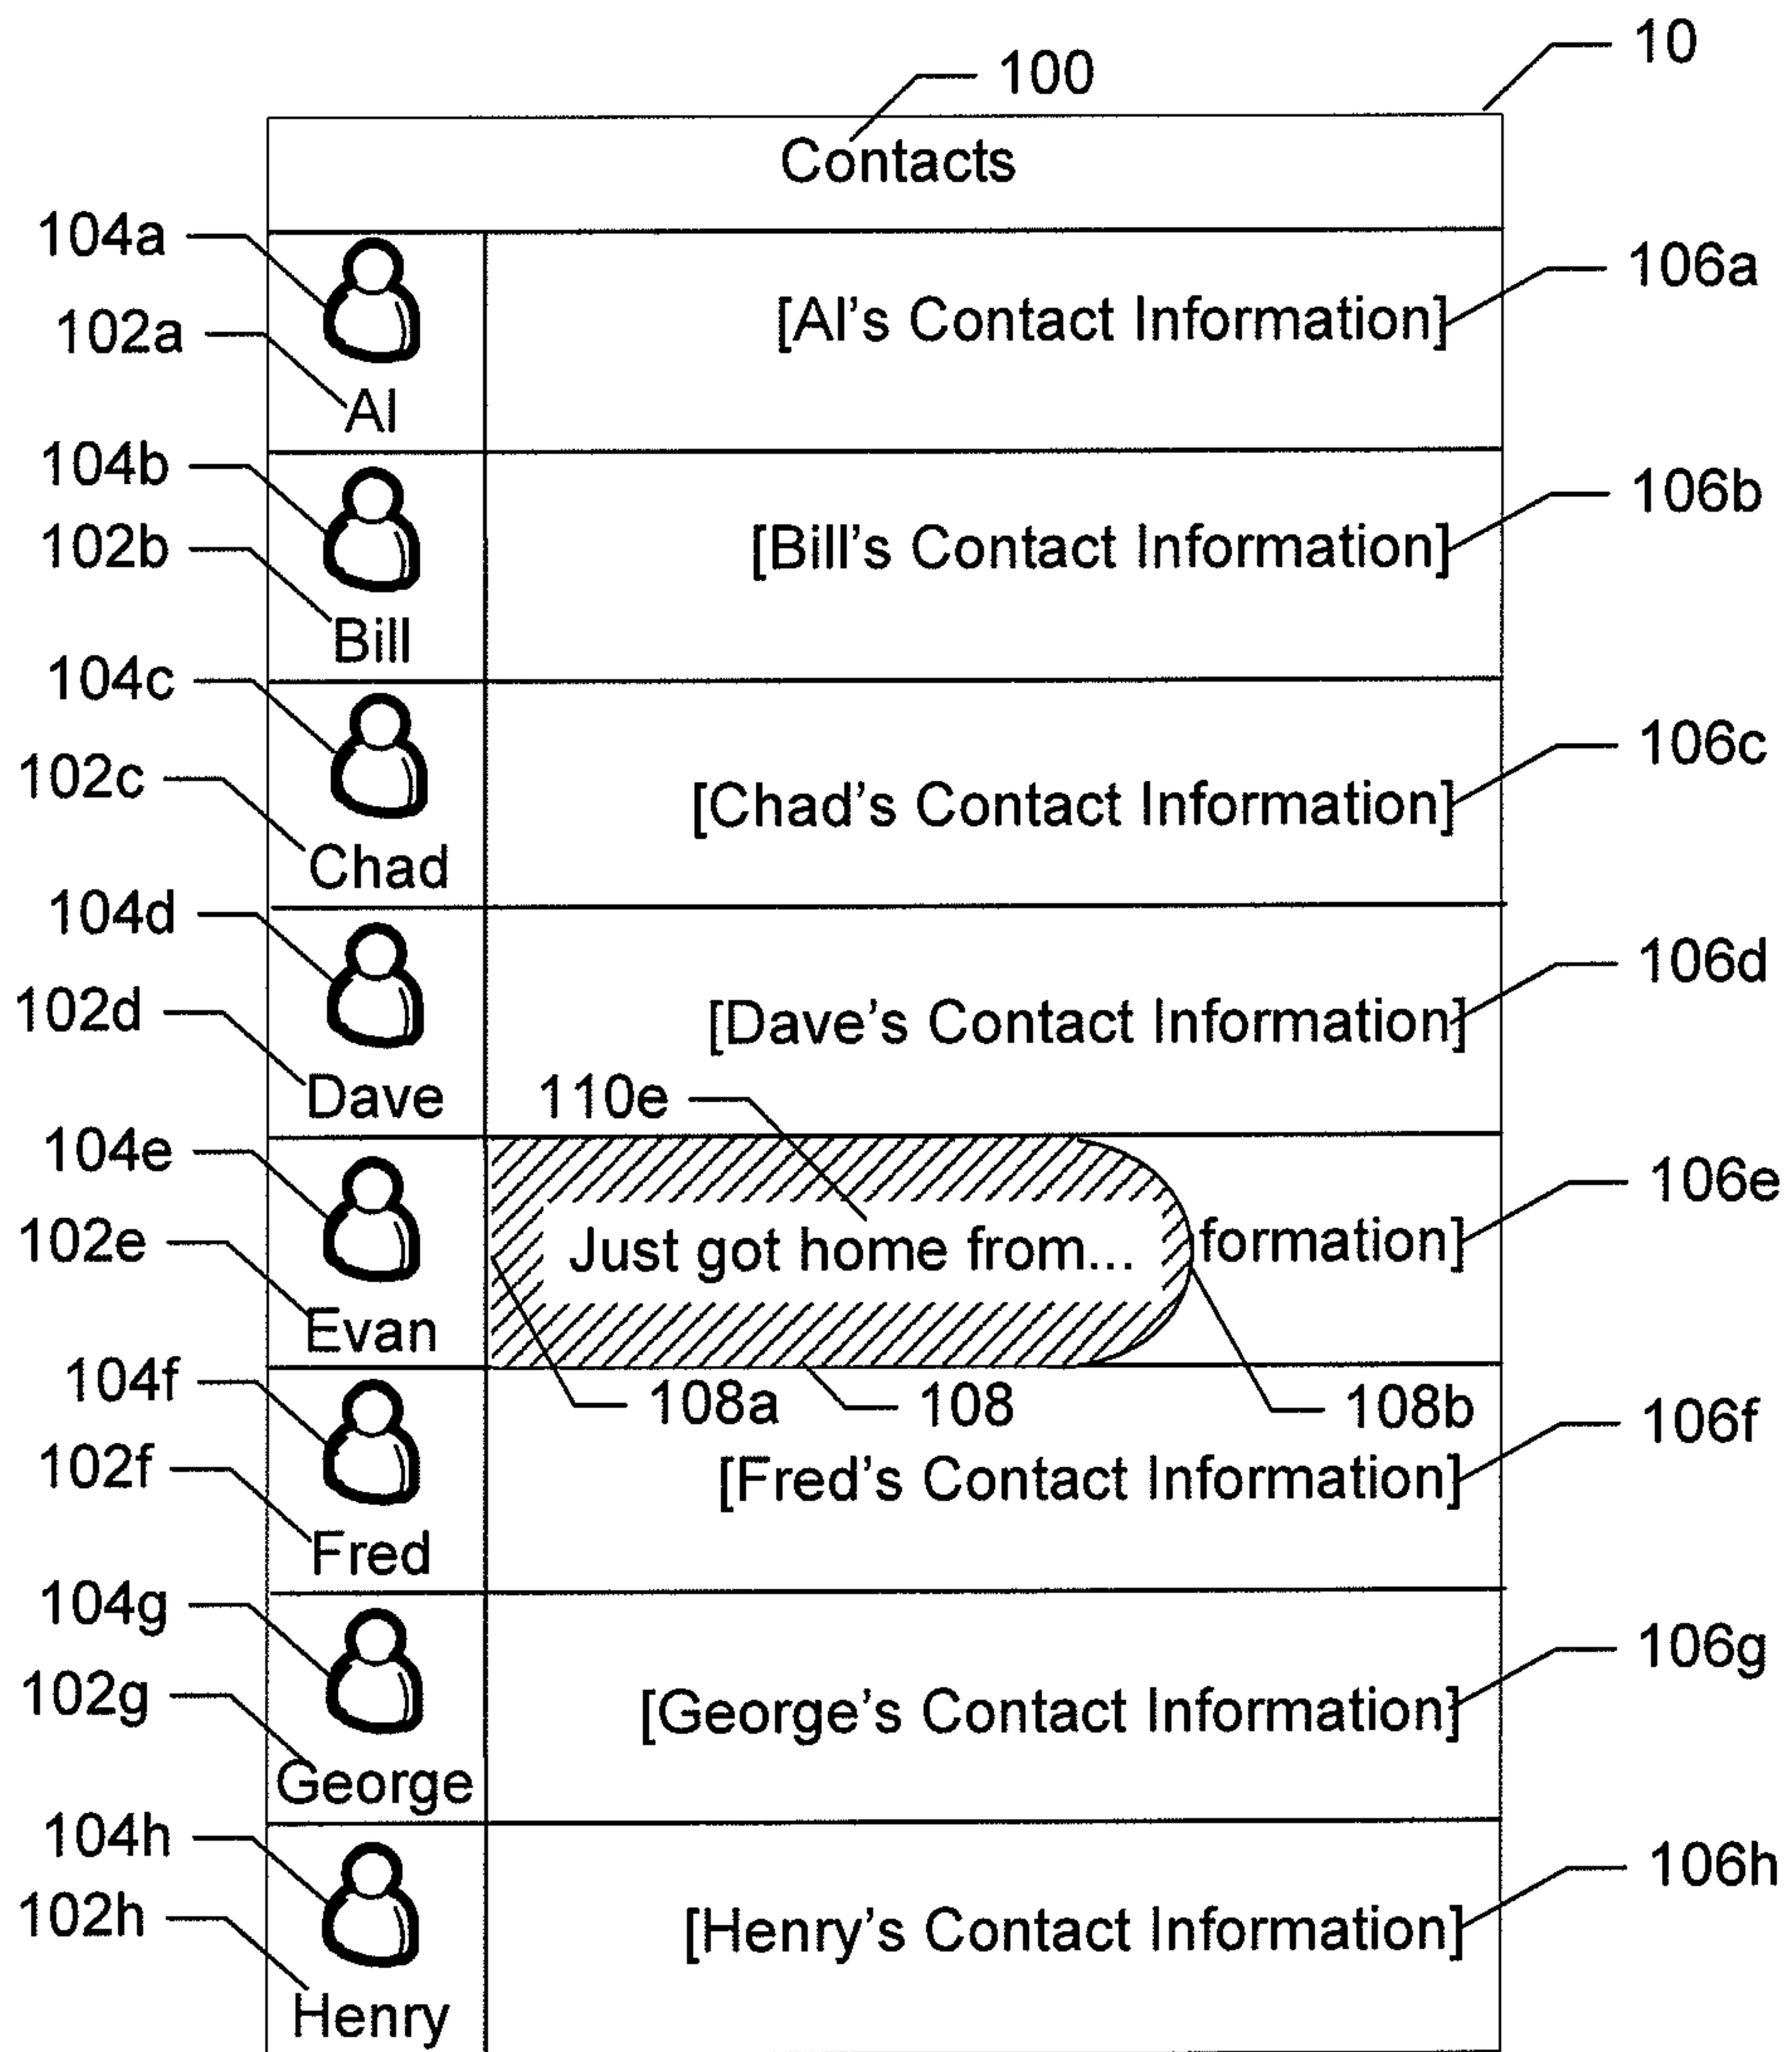 10
100
Contacts
104a
106a
[Al's Contact Information]
102a
Al
104b
106b
102b
[Bill's Contact Information]
Bill
104c
106c
102c
[Chad's Contact Information]
Chad
104d
106d
102d
[Dave's Contact Information]
Dave
110e
104e
106e
102e
Just got home from... formation]
Evan
104f
108a
108
108b
106f
102f
[Fred's Contact Information]
Fred
104g
106g
102g
[George's Contact Information]
George
104h
106h
102h
[Henry's Contact Information]
Henry